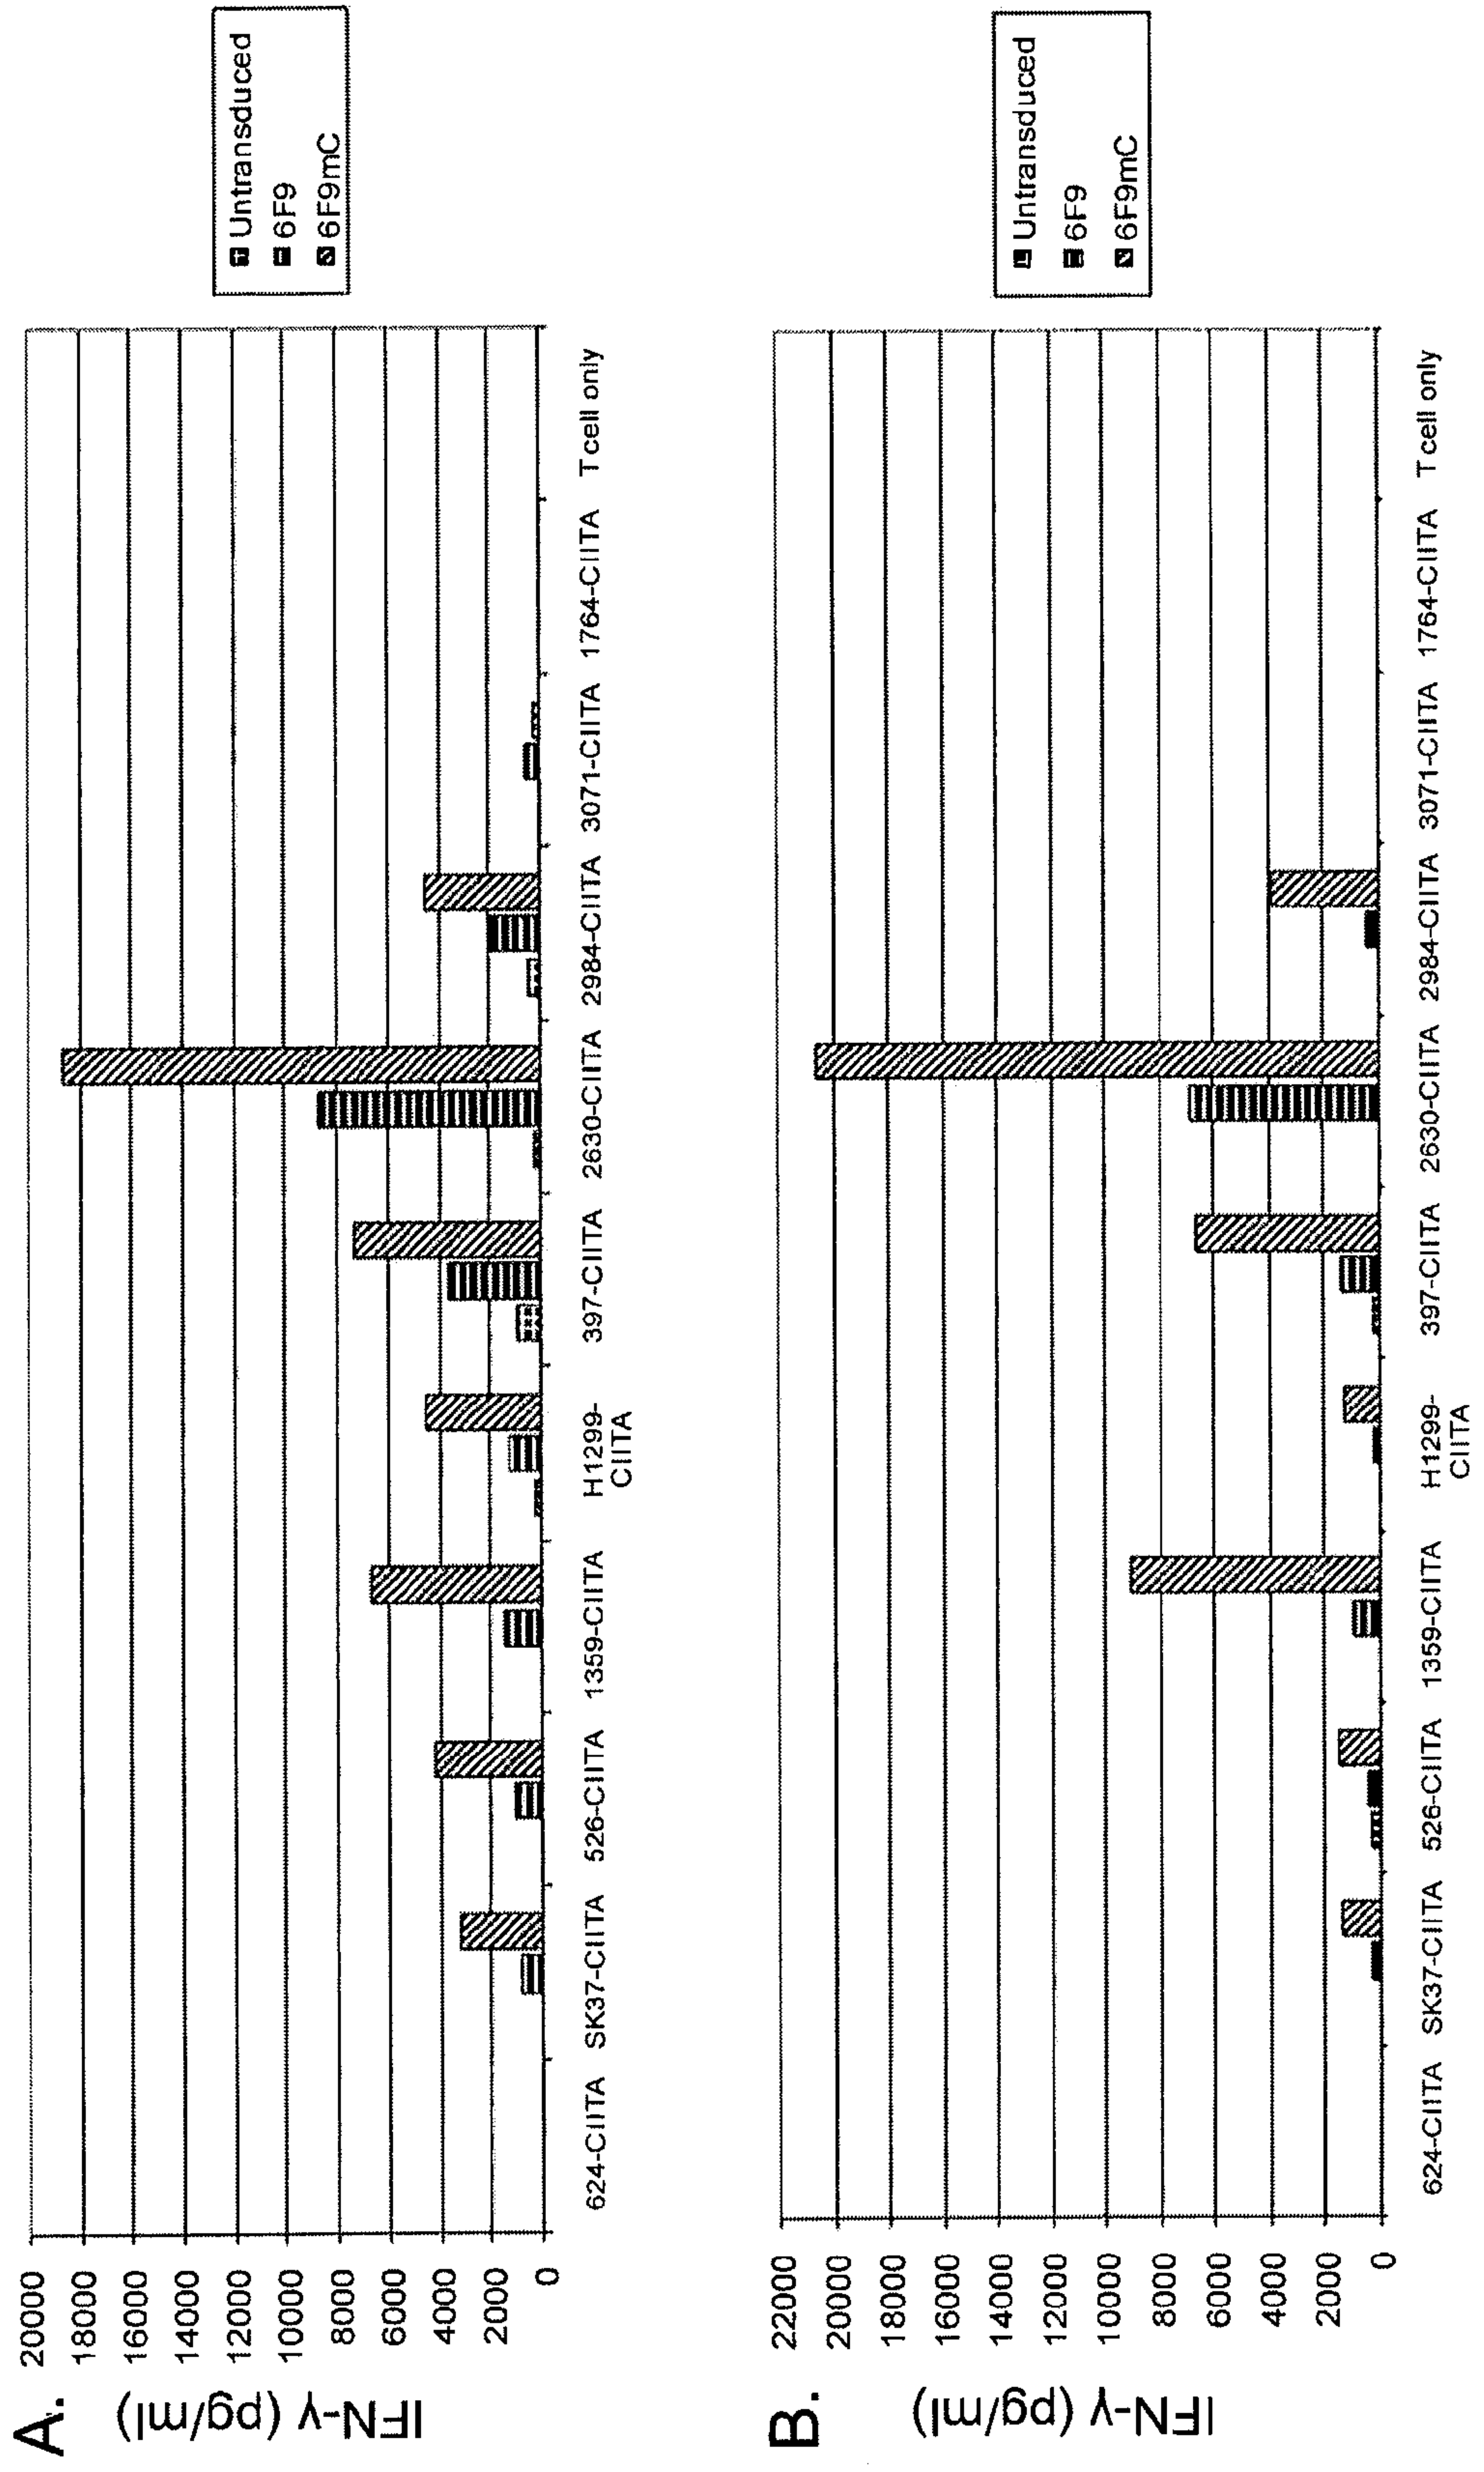 A.
IFN-γ (pg/ml)
20000
18000
16000
14000
12000
10000
8000
6000
4000
2000
0
624-CIITA SK37-CIITA 526-CIITA 1359-CIITA H1299- 397-CIITA 2630-CIITA 2984-CIITA 3071-CIITA 1764-CIITA T cell only
CIITA
Untransduced
6F9
6F9mC
B.
IFN-γ (pg/ml)
22000
20000
18000
16000
14000
12000
10000
8000
6000
4000
2000
0
624-CIITA SK37-CIITA 526-CIITA 1359-CIITA H1299- 397-CIITA 2630-CIITA 2984-CIITA 3071-CIITA 1764-CIITA T cell only
CIITA
Untransduced
6F9
6F9mC